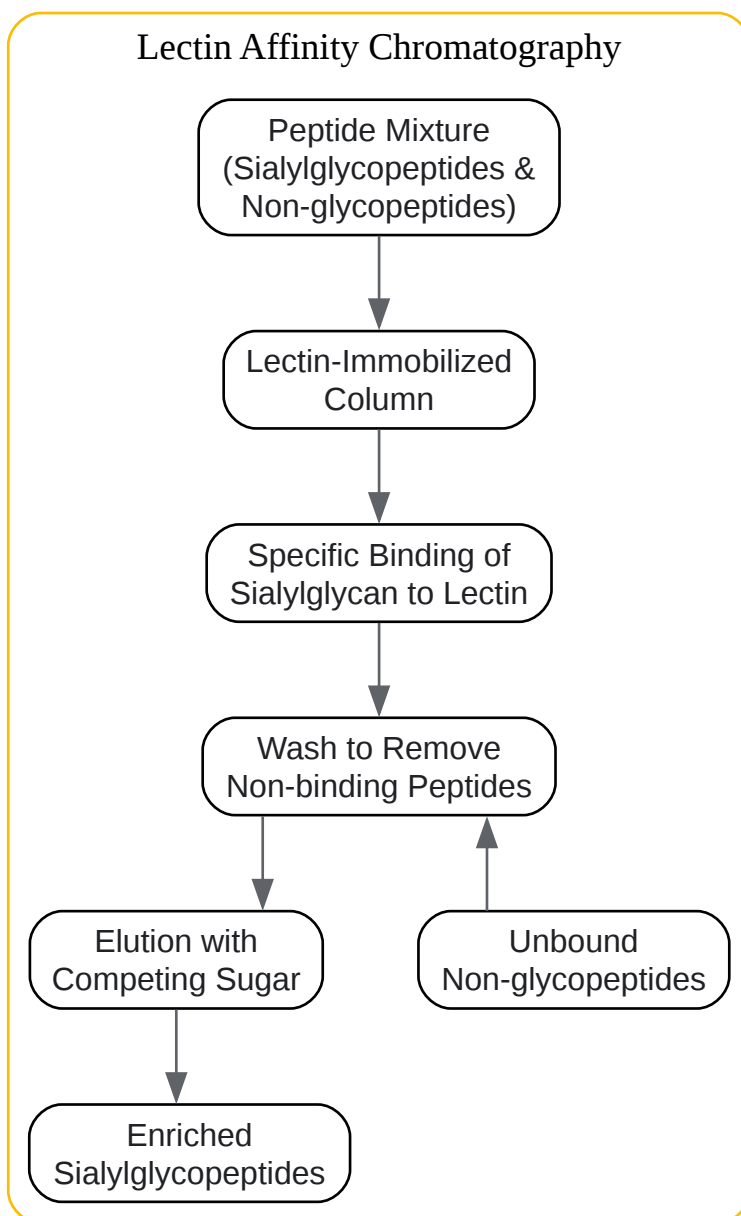 Lectin Affinity Chromatography
Peptide Mixture
(Sialylglycopeptides &
Non-glycopeptides)
Lectin-Immobilized
Column
Specific Binding of
Sialylglycan to Lectin
Wash to Remove
Non-binding Peptides
Elution with
Competing Sugar
Unbound
Non-glycopeptides
Enriched
Sialylglycopeptides